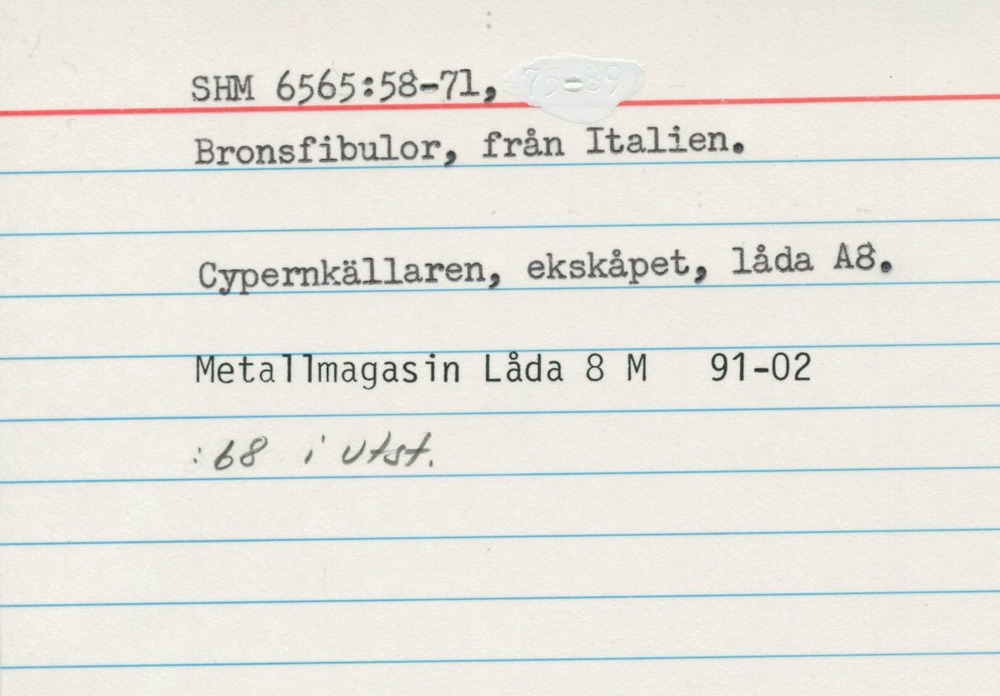 SHM 6565:58-71,
Bronsfibulor, från Italien.
Cypernkällaren, ekskåpet, låda A8.
Metallmagasin Låda 8 M 91-02
:68 i utst.